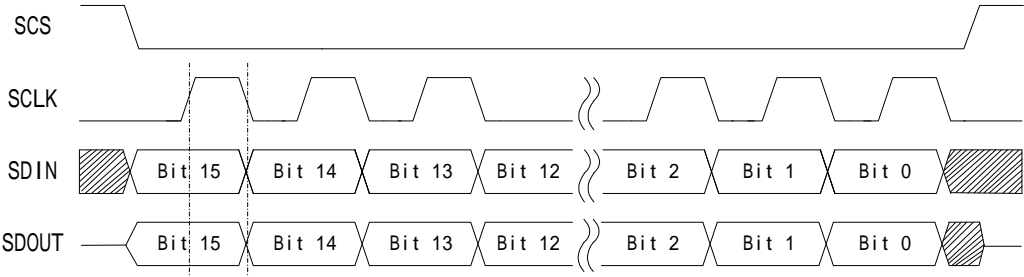 SCS
SCLK
SDIN Bit 15 Bit 14 Bit 13 Bit 12 Bit 2 Bit 1 Bit 0
SDOUT Bit 15 Bit 14 Bit 13 Bit 12 Bit 2 Bit 1 Bit 0